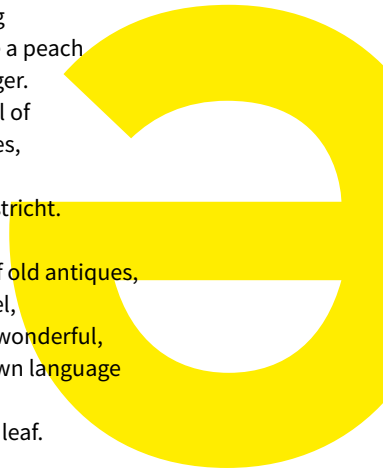 g
a peach
ger.
l of
es,
tricht.
f old antiques,
el,
wonderful,
wn language
leaf.